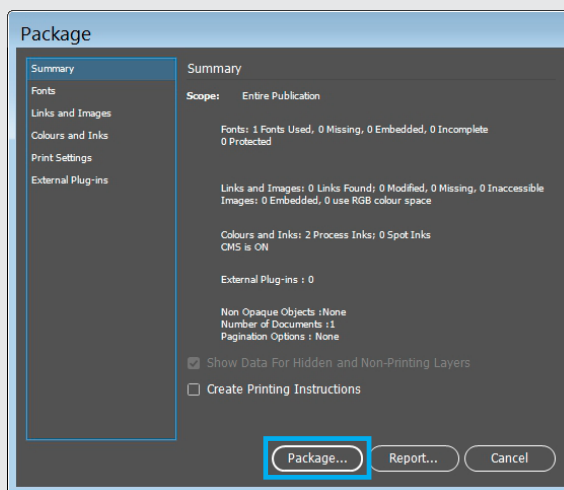 Package
Summary
Fonts
Links and Images
Colours and Inks
Print Settings
External Plug-ins
Summary
Scope: Entire Publication
Fonts: 1 Fonts Used, 0 Missing, 0 Embedded, 0 Incomplete
0 Protected
Links and Images: 0 Links Found; 0 Modified, 0 Missing, 0 Inaccessible
Images: 0 Embedded, 0 use RGB colour space
Colours and Inks: 2 Process Inks; 0 Spot Inks
CMS is ON
External Plug-ins : 0
Non Opaque Objects :None
Number of Documents :1
Pagination Options : None
Show Data For Hidden and Non-Printing Layers
Create Printing Instructions
Package... Report... Cancel